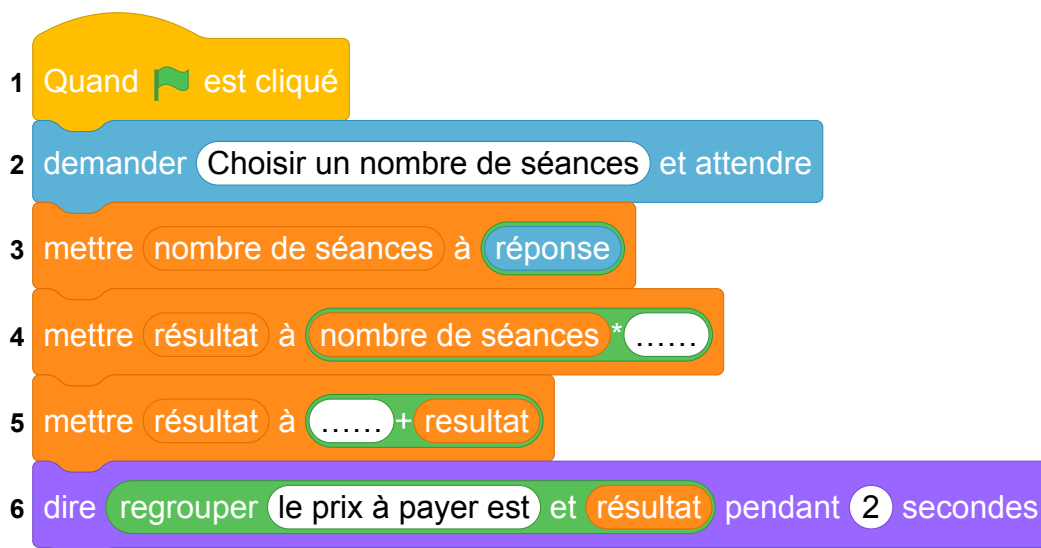 1 Quand est cliqué
2 demander Choisir un nombre de séances et attendre
3 mettre nombre de séances à réponse
4 mettre résultat à nombre de séances * ......
5 mettre résultat à ...... + resultat
6 dire regrouper le prix à payer est et résultat pendant 2 secondes